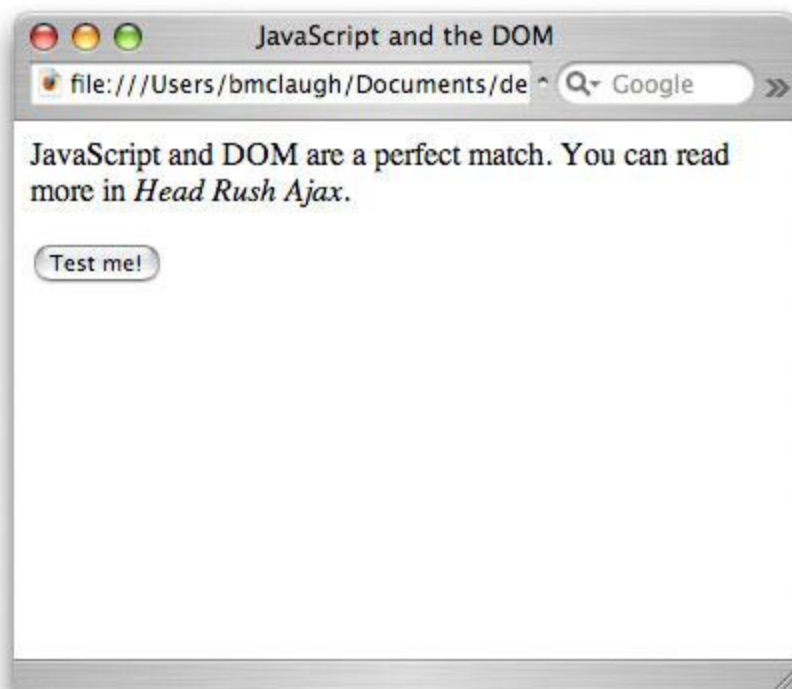 JavaScript and the DOM
file:///Users/bmclaugh/Documents/de
Google
JavaScript and DOM are a perfect match. You can read
more in Head Rush Ajax.
Test me!